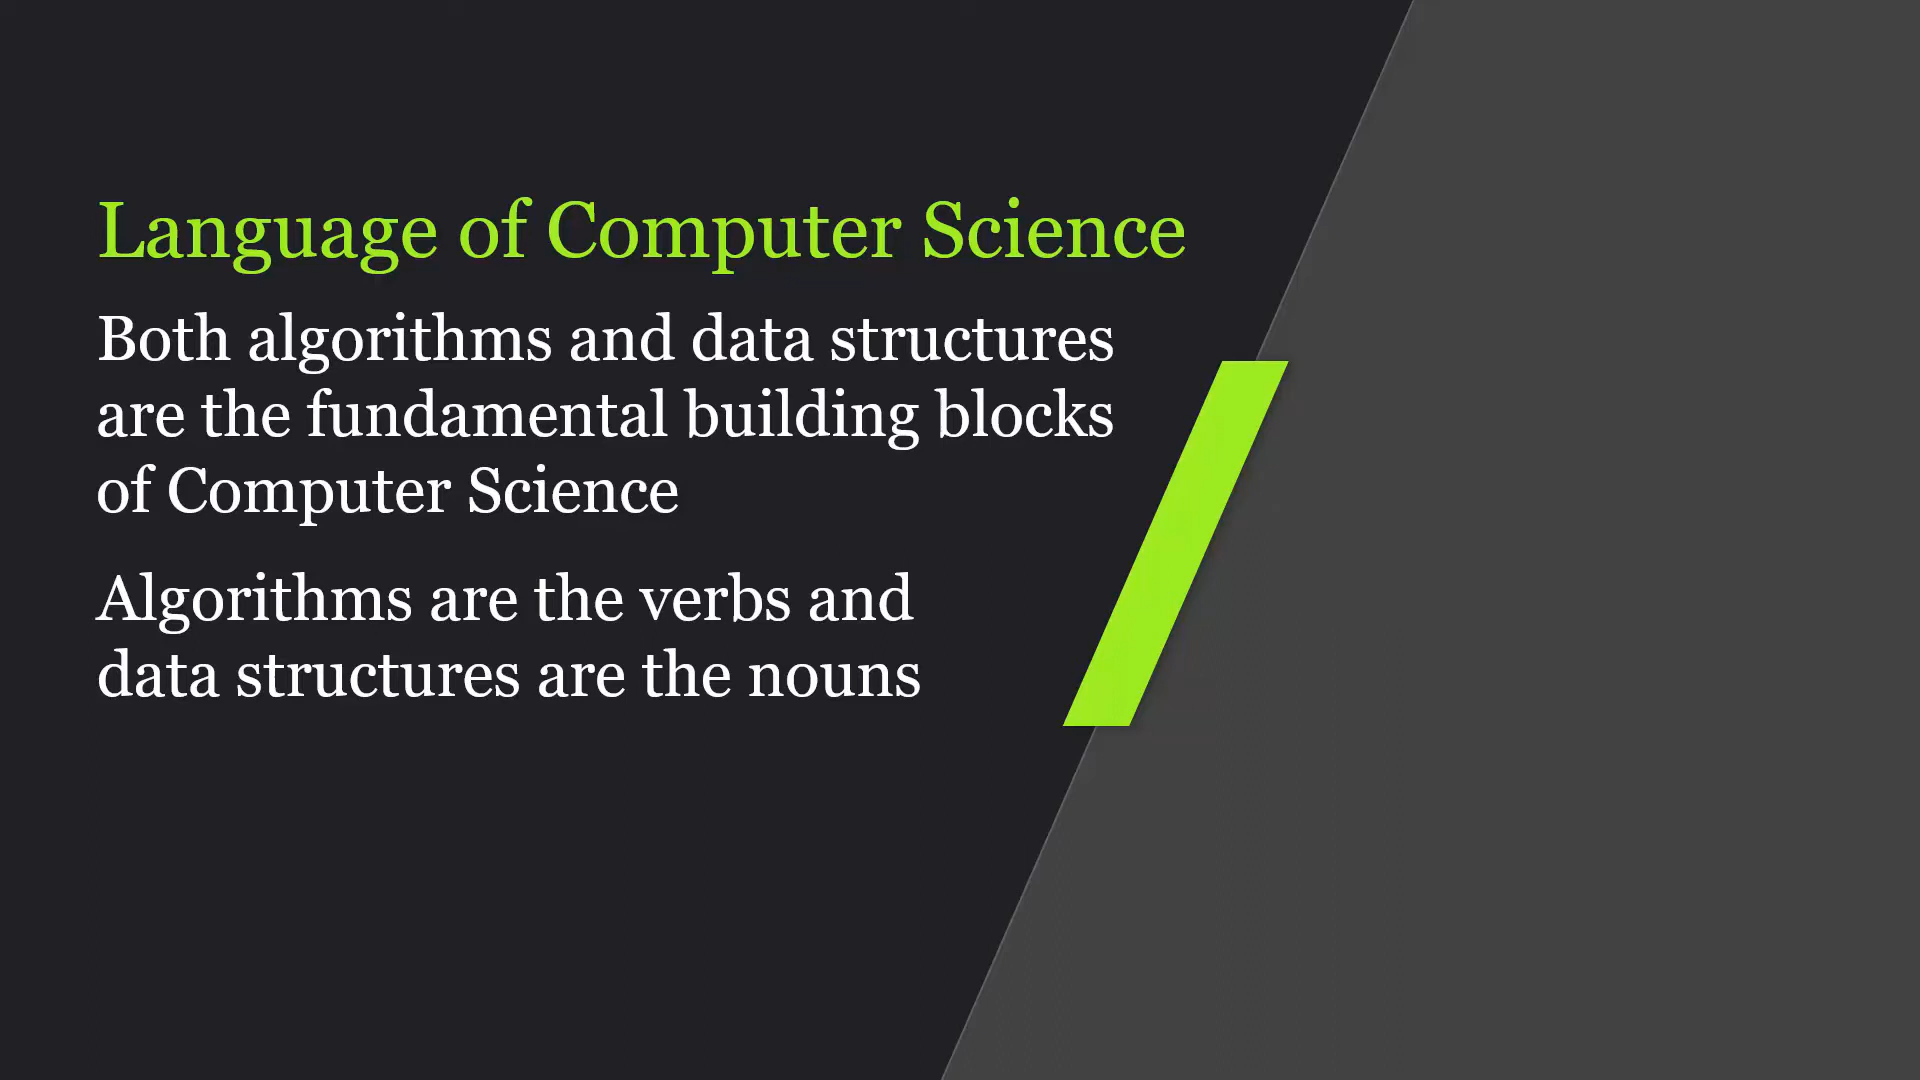 Language of Computer Science
Both algorithms and data structures
are the fundamental building blocks
of Computer Science
Algorithms are the verbs and
data structures are the nouns